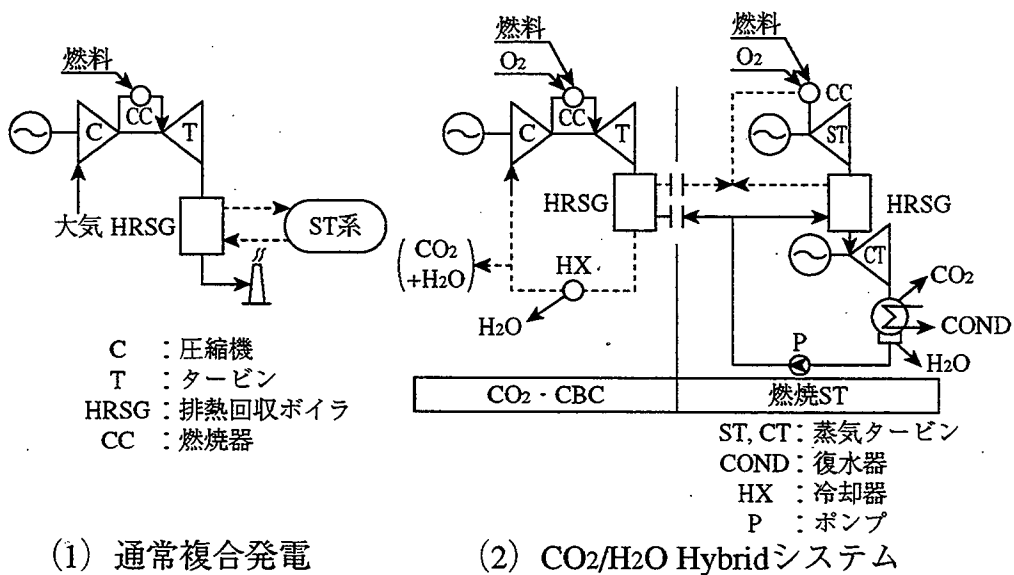 燃料
CC
C
T
大気
HRSG
ST系
C : 圧縮機
T : タービン
HRSG : 排熱回収ボイラ
CC : 燃焼器
(1) 通常複合発電
燃料
O2
CC
C
T
HRSG
(CO2
+H2O)
HX
H2O
燃料
O2
CC
ST
HRSG
CT
CO2
COND
H2O
P
CO2・CBC
燃焼ST
ST, CT : 蒸気タービン
COND : 復水器
HX : 冷却器
P : ポンプ
(2) CO2/H2O Hybridシステム